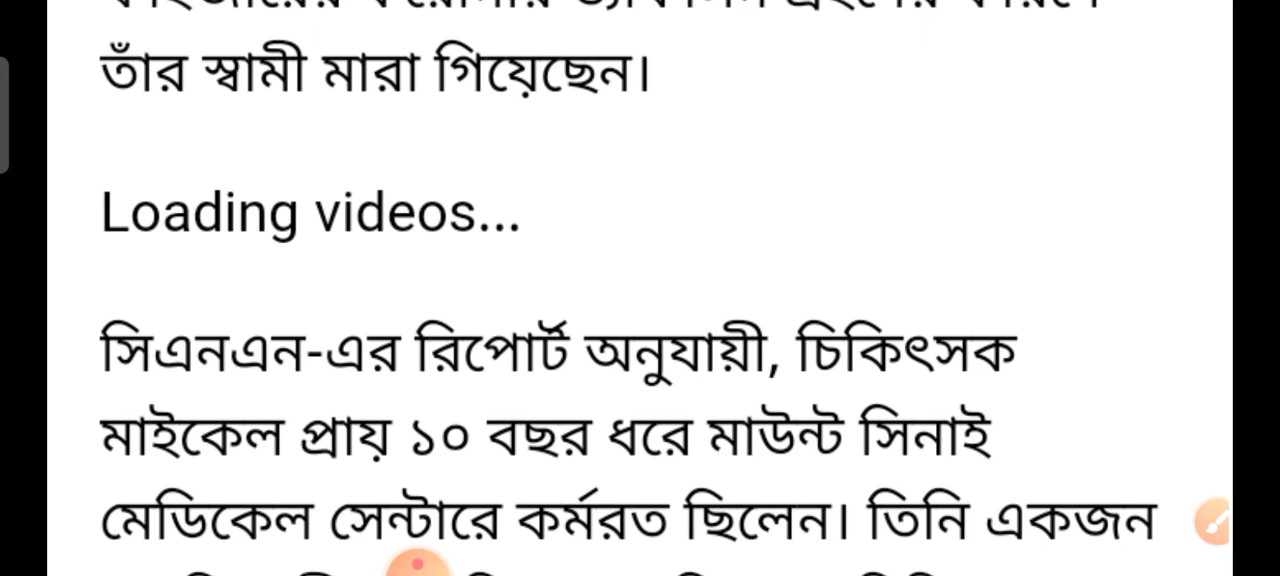 তাঁর স্বামী মারা গিয়েছেন।
Loading videos...
সিএনএন-এর রিপোর্ট অনুযায়ী, চিকিৎসক
মাইকেল প্রায় ১০ বছর ধরে মাউন্ট সিনাই
মেডিকেল সেন্টারে কর্মরত ছিলেন। তিনি একজন